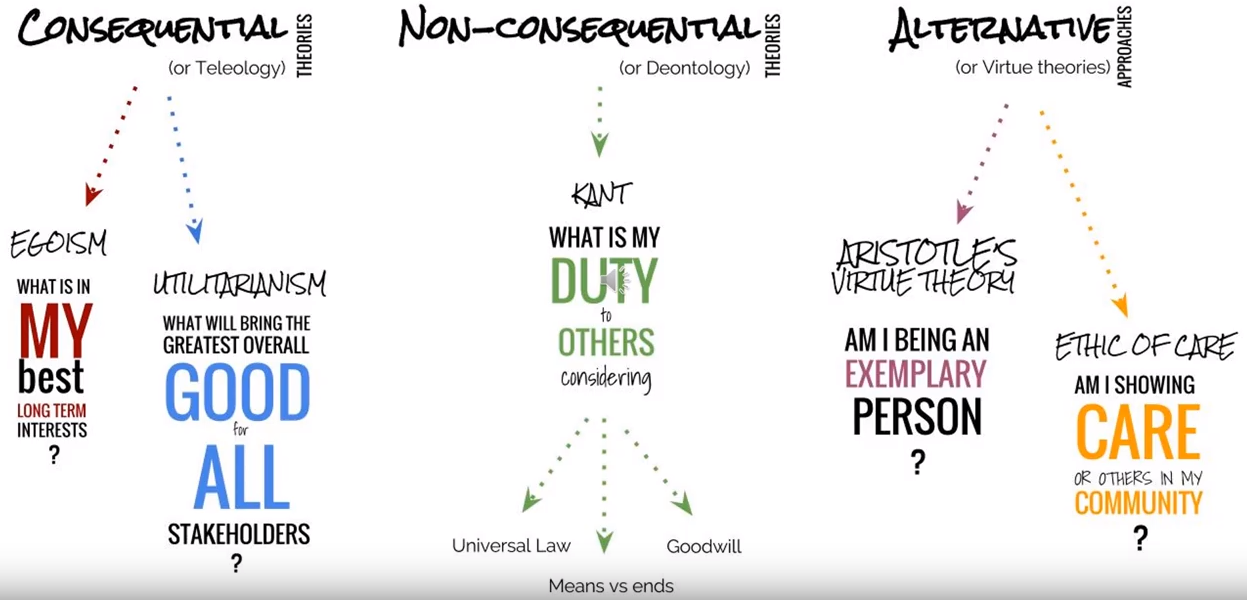 CONSEQUENTIAL THEORIES
(or Teleology)
EGOISM
WHAT IS IN
MY
best
LONG TERM
INTERESTS
?
UTILITARIANISM
WHAT WILL BRING THE
GREATEST OVERALL
GOOD
for
ALL
STAKEHOLDERS
?
NON-CONSEQUENTIAL THEORIES
(or Deontology)
KANT
WHAT IS MY
DUTY
to
OTHERS
considering
Universal Law
Means vs ends
Goodwill
ALTERNATIVE APPROACHES
(or Virtue theories)
ARISTOTLE'S
VIRTUE THEORY
AM I BEING AN
EXEMPLARY
PERSON
?
ETHIC OF CARE
AM I SHOWING
CARE
OR OTHERS IN MY
COMMUNITY
?